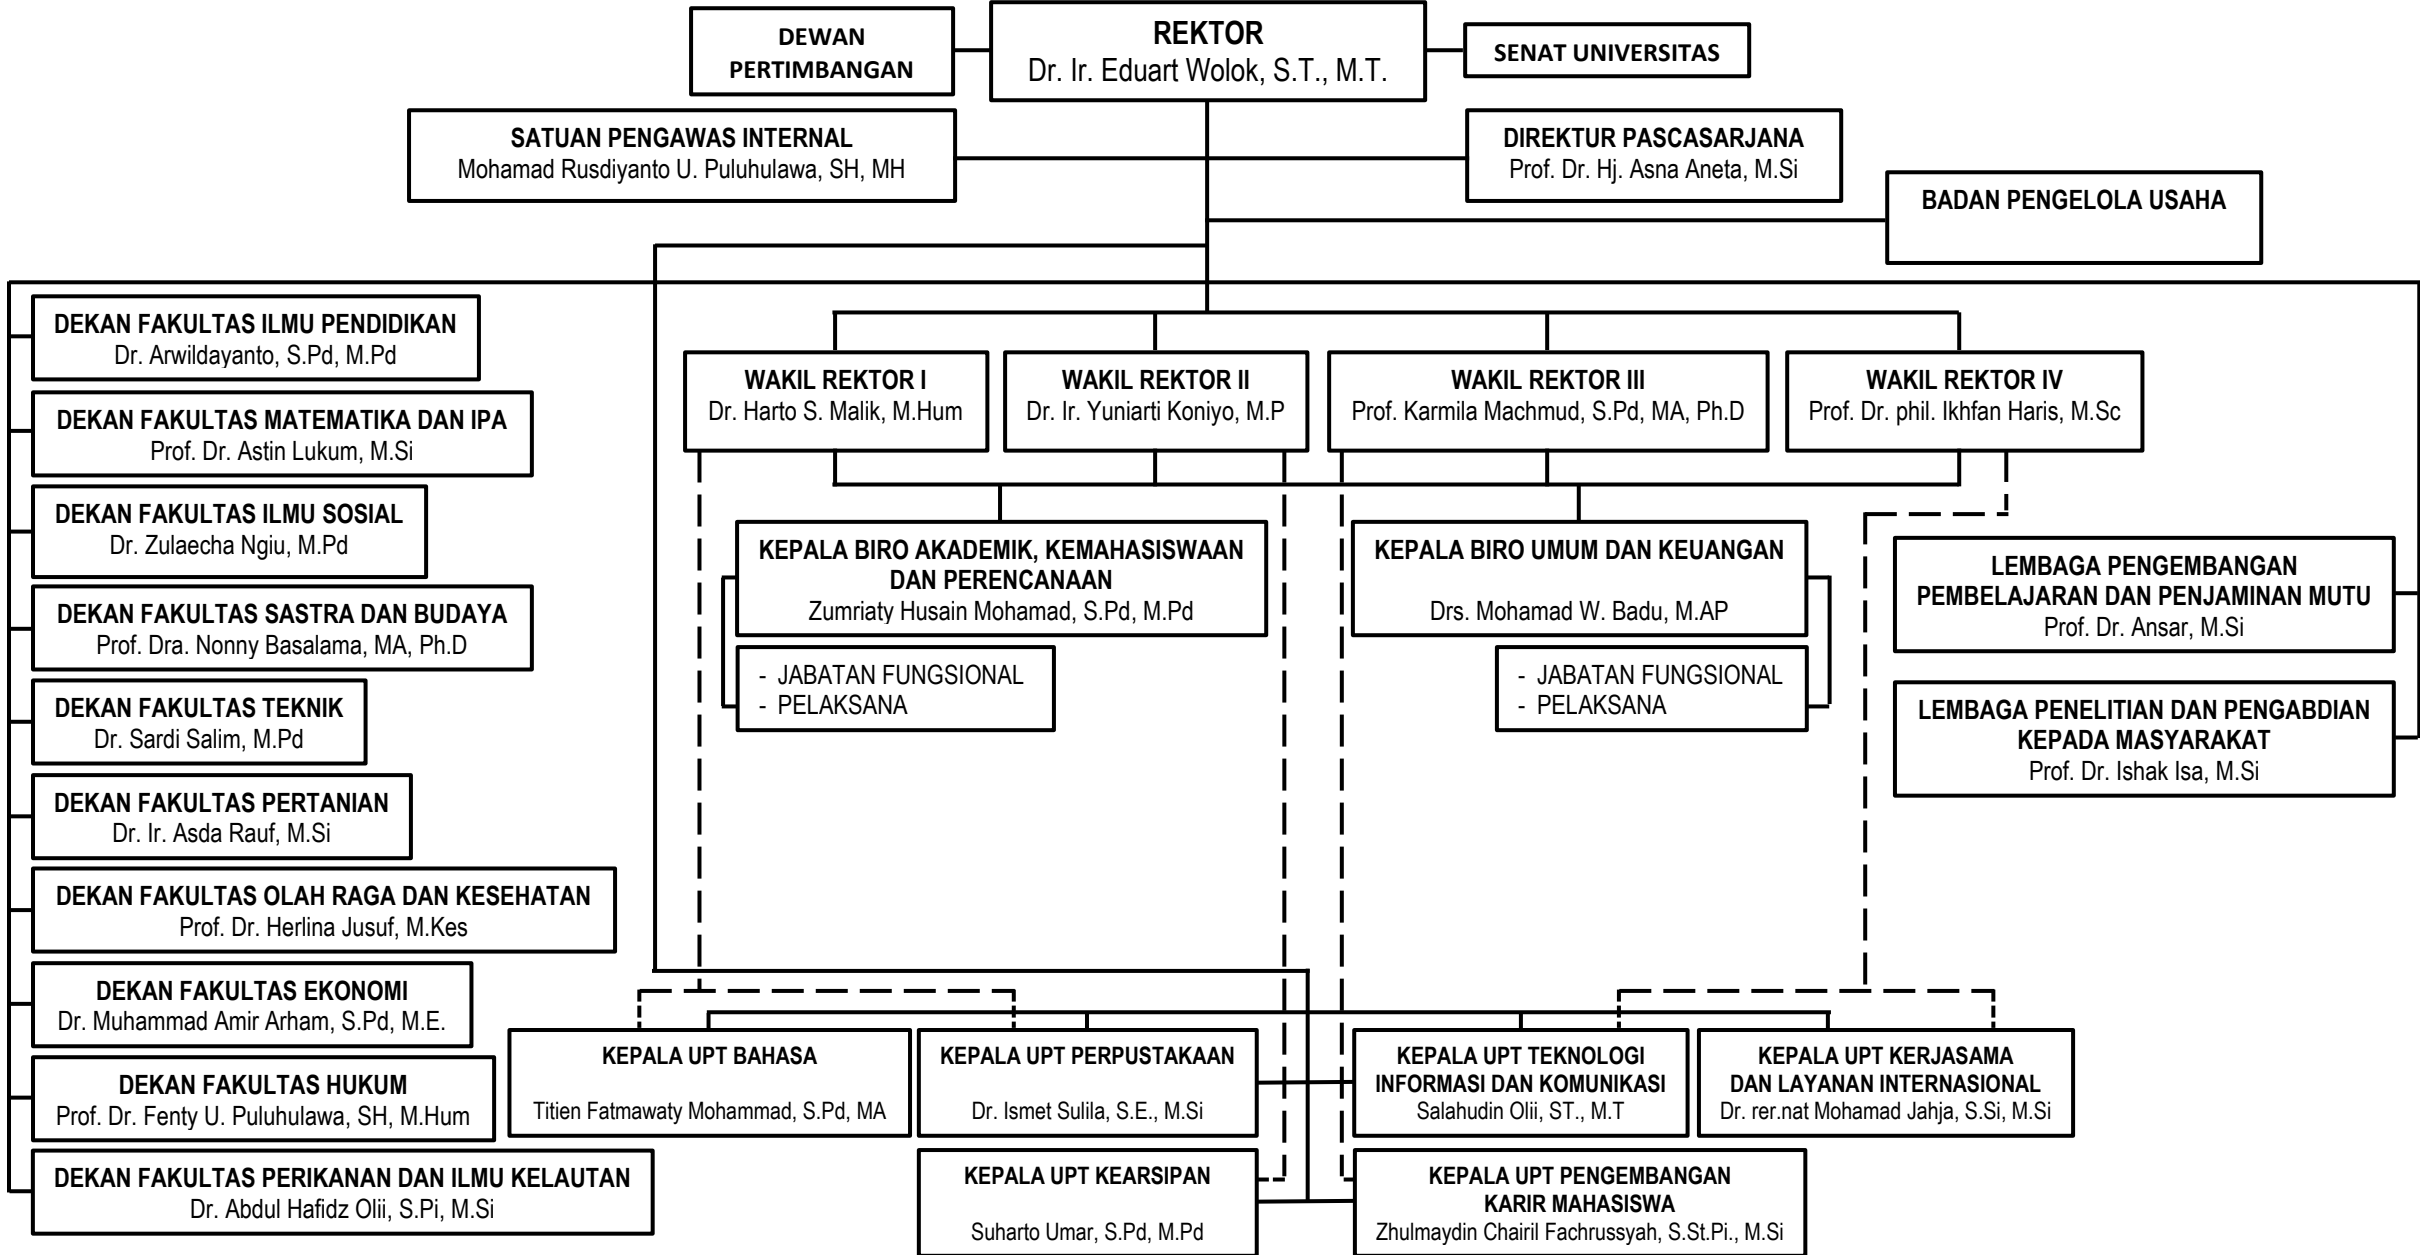 DEWAN
PERTIMBANGAN
REKTOR
Dr. Ir. Eduart Wolok, S.T., M.T.
SENAT UNIVERSITAS
SATUAN PENGAWAS INTERNAL
Mohamad Rusdiyanto U. Puluhulawa, SH, MH
DIREKTUR PASCASARJANA
Prof. Dr. Hj. Asna Aneta, M.Si
BADAN PENGELOLA USAHA
DEKAN FAKULTAS ILMU PENDIDIKAN
Dr. Arwildayanto, S.Pd, M.Pd
DEKAN FAKULTAS MATEMATIKA DAN IPA
Prof. Dr. Astin Lukum, M.Si
DEKAN FAKULTAS ILMU SOSIAL
Dr. Zulaecha Ngiu, M.Pd
DEKAN FAKULTAS SASTRA DAN BUDAYA
Prof. Dra. Nonny Basalama, MA, Ph.D
DEKAN FAKULTAS TEKNIK
Dr. Sardi Salim, M.Pd
DEKAN FAKULTAS PERTANIAN
Dr. Ir. Asda Rauf, M.Si
DEKAN FAKULTAS OLAH RAGA DAN KESEHATAN
Prof. Dr. Herlina Jusuf, M.Kes
DEKAN FAKULTAS EKONOMI
Dr. Muhammad Amir Arham, S.Pd, M.E.
DEKAN FAKULTAS HUKUM
Prof. Dr. Fenty U. Puluhulawa, SH, M.Hum
DEKAN FAKULTAS PERIKANAN DAN ILMU KELAUTAN
Dr. Abdul Hafidz Olii, S.Pi, M.Si
WAKIL REKTOR I
Dr. Harto S. Malik, M.Hum
WAKIL REKTOR II
Dr. Ir. Yuniarti Koniyo, M.P
WAKIL REKTOR III
Prof. Karmila Machmud, S.Pd, MA, Ph.D
WAKIL REKTOR IV
Prof. Dr. phil. Ikhfan Haris, M.Sc
KEPALA BIRO AKADEMIK, KEMAHASISWAAN
DAN PERENCANAAN
Zumriaty Husain Mohamad, S.Pd, M.Pd
- JABATAN FUNGSIONAL
- PELAKSANA
KEPALA BIRO UMUM DAN KEUANGAN
Drs. Mohamad W. Badu, M.AP
- JABATAN FUNGSIONAL
- PELAKSANA
LEMBAGA PENGEMBANGAN
PEMBELAJARAN DAN PENJAMINAN MUTU
Prof. Dr. Ansar, M.Si
LEMBAGA PENELITIAN DAN PENGABDIAN
KEPADA MASYARAKAT
Prof. Dr. Ishak Isa, M.Si
KEPALA UPT BAHASA
Titien Fatmawaty Mohammad, S.Pd, MA
KEPALA UPT PERPUSTAKAAN
Dr. Ismet Sulila, S.E., M.Si
KEPALA UPT TEKNOLOGI
INFORMASI DAN KOMUNIKASI
Salahudin Olii, ST., M.T
KEPALA UPT KERJASAMA
DAN LAYANAN INTERNASIONAL
Dr. rer.nat Mohamad Jahja, S.Si, M.Si
KEPALA UPT KEARSIPAN
Suharto Umar, S.Pd, M.Pd
KEPALA UPT PENGEMBANGAN
KARIR MAHASISWA
Zhulmaydin Chairil Fachrussyah, S.St.Pi., M.Si